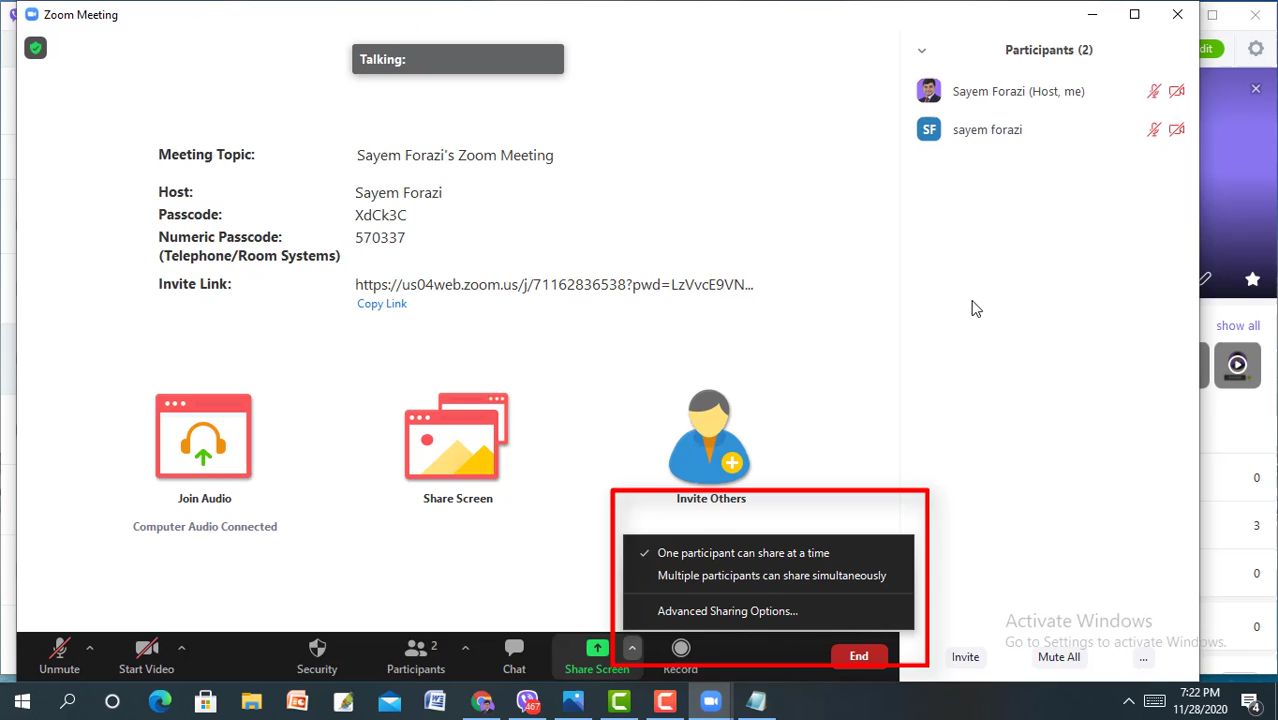 Zoom Meeting
Talking:
Participants (2)
dit
Sayem Forazi (Host, me)
SF sayem forazi
Meeting Topic: Sayem Forazi's Zoom Meeting
Host: Sayem Forazi
Passcode: XdCk3C
Numeric Passcode: 570337
(Telephone/Room Systems)
Invite Link: https://us04web.zoom.us/j/71162836538?pwd=LzVvcE9VN...
Copy Link
show all
Join Audio
Share Screen
Invite Others
Computer Audio Connected
0
3
0
0
One participant can share at a time
Multiple participants can share simultaneously
Advanced Sharing Options...
Activate Windows
Go to Settings to activate Windows.
Unmute
Start Video
Security
Participants 2
Chat
Share Screen
Record
End
Invite
Mute All
...
467
7:22 PM
11/28/2020
4